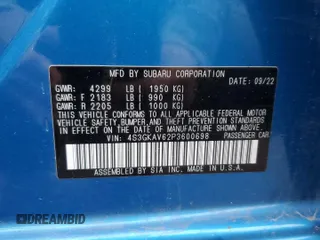 MFD BY SUBARU CORPORATION 09/22
GVWR: 4299 LB ( 1950 KG)
GAWR: F 2183 LB ( 990 KG)
GAWR: R 2205 LB ( 1000 KG)
THIS VEHICLE CONFORMS TO ALL APPLICABLE
FEDERAL MOTOR VEHICLE SAFETY,
VEHICLE SAFETY,BUMPER, AND THEFT PREVENTION
STANDARDS IN EFFECT ON THE DATE OF
MANUFACTURE SHOWN ABOVE. PASSENGER CAR
VIN: 4S3GKAV62P3600698
ASSEMBLED BY SIA INC. MADE IN U.S.A.
DREAMBID